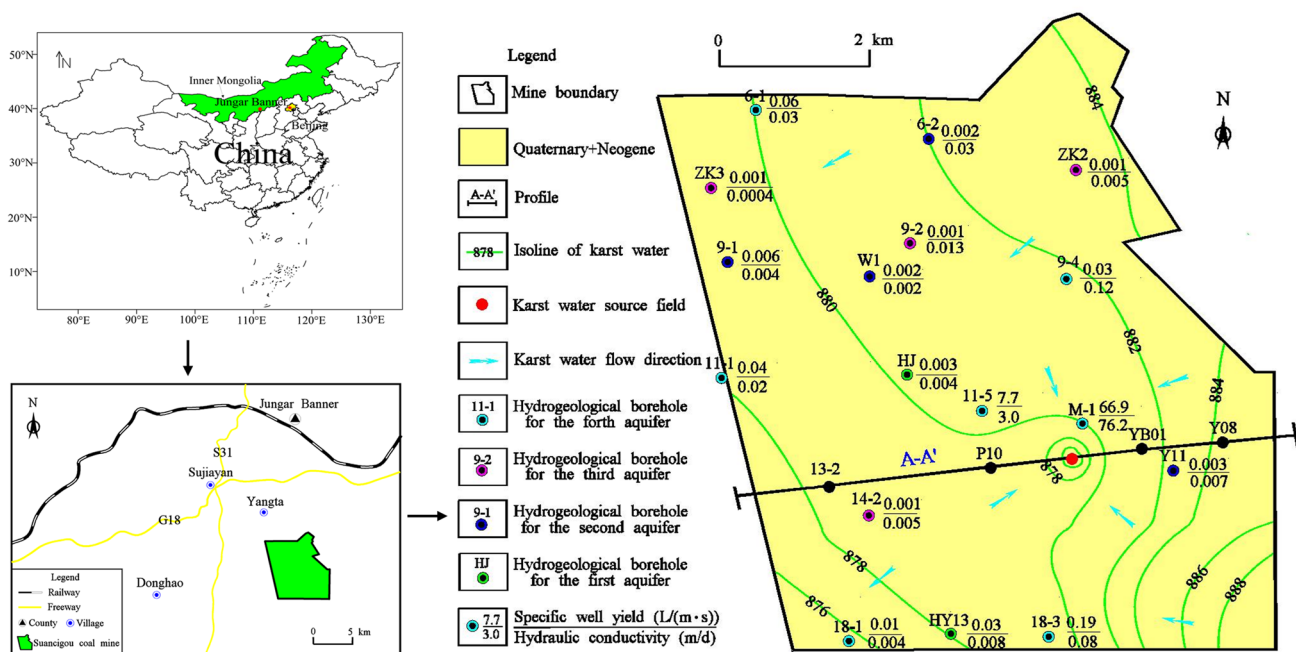 50°N
40°N
30°N
20°N
10°N
N
Inner Mongolia
Jungar Banner
Beijing
China
80°E
90°E
100°E
110°E
120°E
130°E
N
Jungar Banner
S31
Sujiayan
Yangta
G18
Donghao
Legend
Railway
Freeway
County
Village
Suancigou coal mine
0
5 km
Legend
Mine boundary
Quaternary+Neogene
A-A'
Profile
878
Isoline of karst water
Karst water source field
Karst water flow direction
11-1
Hydrogeological borehole
for the forth aquifer
9-2
Hydrogeological borehole
for the third aquifer
9-1
Hydrogeological borehole
for the second aquifer
HJ
Hydrogeological borehole
for the first aquifer
7.7
3.0
Specific well yield (L/(m·s))
Hydraulic conductivity (m/d)
0
2 km
N
6-1 0.06
0.03
6-2 0.002
0.03
884
ZK2 0.001
0.005
ZK3 0.001
0.0004
9-2 0.001
0.013
9-1 0.006
0.004
W1 0.002
0.002
9-4 0.03
0.12
880
882
11-1 0.04
0.02
HJ 0.003
0.004
884
11-5 7.7
3.0
M-1 66.9
76.2
YB01
Y08
P10
A-A'
878
Y11 0.003
0.007
13-2
14-2 0.001
0.005
878
876
886
888
18-1 0.01
0.004
HY13 0.03
0.008
18-3 0.19
0.08